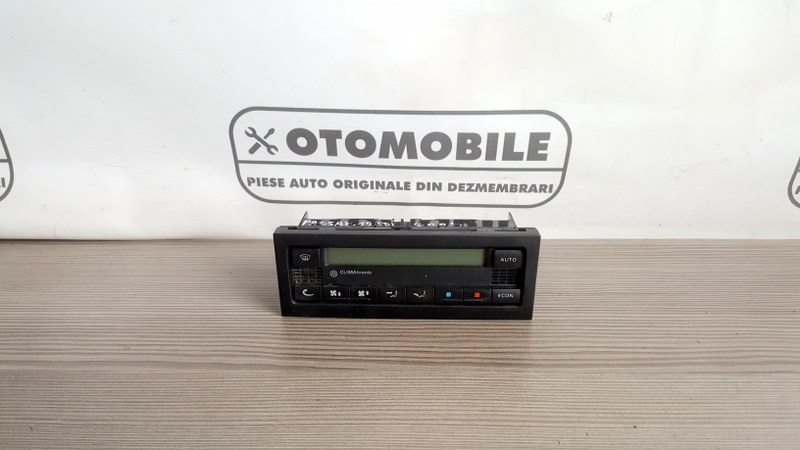 OTOMOBILE
PIESE AUTO ORIGINALE DIN DEZMEMBRARI
AUTO
CLIMAtronic
ECON